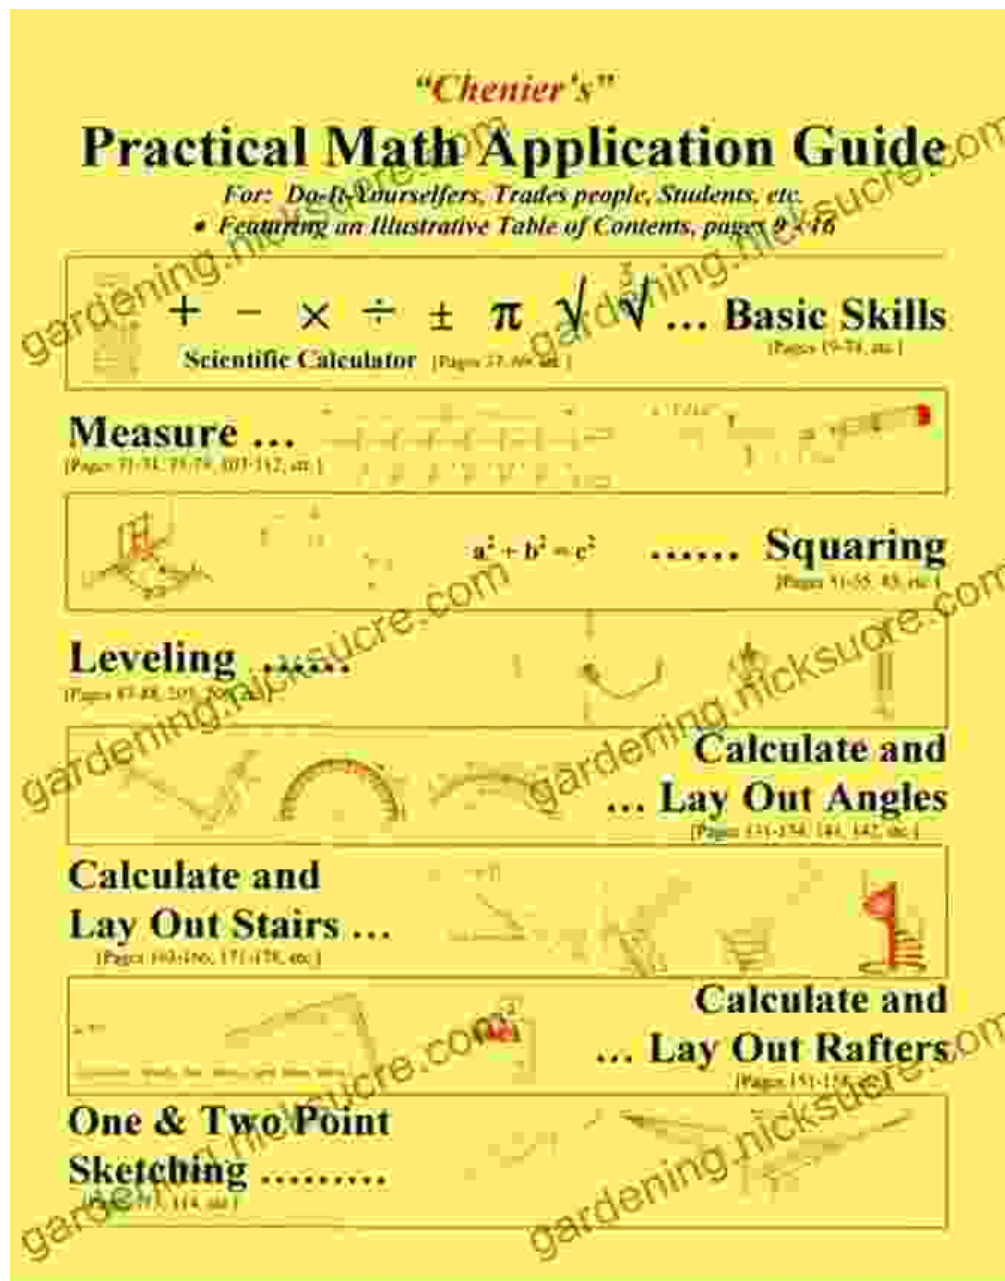 “Chenier's”
Practical Math Application Guide
For: Do-It-Yourselfers, Trades people, Students, etc.
• Featuring an Illustrative Table of Contents, pages 9 - 16
+ − × ÷ ± π √ ∛ ... Basic Skills
Scientific Calculator
Measure ...
a² + b² = c² ...... Squaring
Leveling .......
Calculate and
... Lay Out Angles
Calculate and
Lay Out Stairs ...
Calculate and
... Lay Out Rafters
One & Two Point
Sketching .........
gardening.nicksucre.com
gardening.nicksucre.com
gardening.nicksucre.com
gardening.nicksucre.com
gardening.nicksucre.com
gardening.nicksucre.com